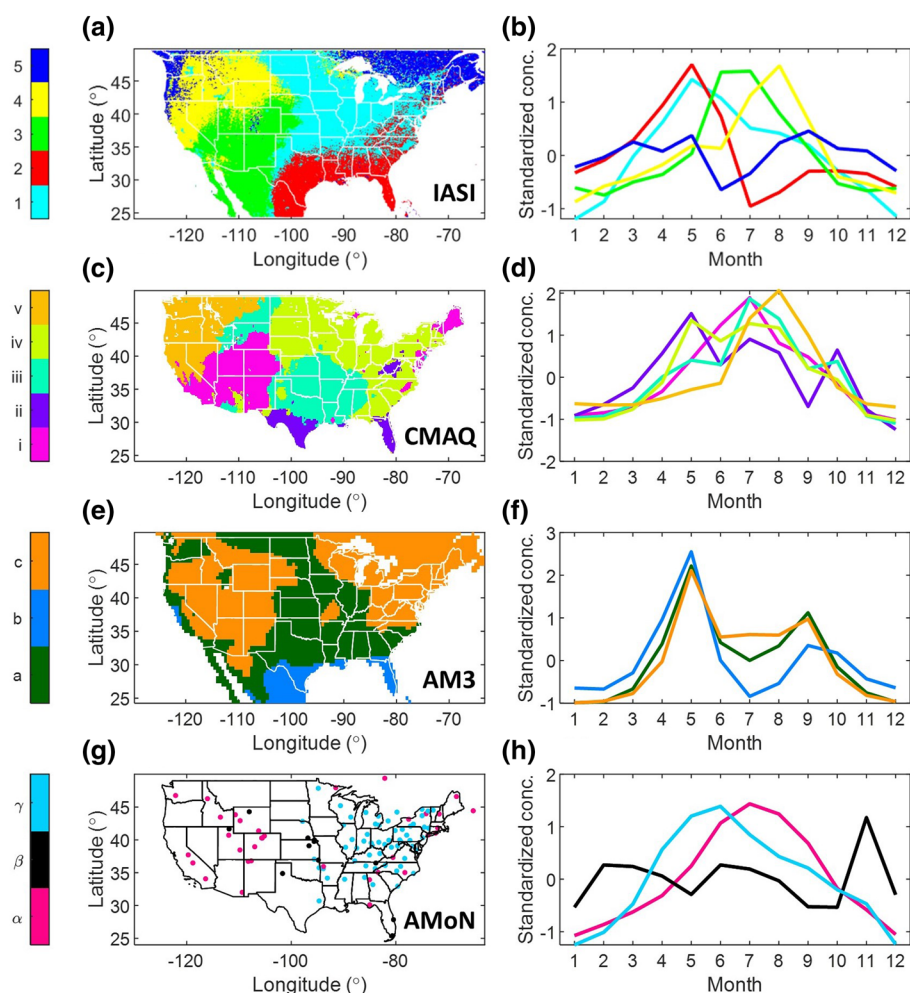 (a)
5
4
3
2
1
Latitude (°)
45
40
35
30
25
IASI
-120 -110 -100 -90 -80 -70
Longitude (°)
(b)
Standardized conc.
2
1
0
-1
1 2 3 4 5 6 7 8 9 10 11 12
Month
(c)
v
iv
iii
ii
i
Latitude (°)
45
40
35
30
25
CMAQ
-120 -110 -100 -90 -80 -70
Longitude (°)
(d)
Standardized conc.
2
1
0
-1
-2
1 2 3 4 5 6 7 8 9 10 11 12
Month
(e)
c
b
a
Latitude (°)
45
40
35
30
25
AM3
-120 -110 -100 -90 -80 -70
Longitude (°)
(f)
Standardized conc.
3
2
1
0
-1
1 2 3 4 5 6 7 8 9 10 11 12
Month
(g)
γ
β
α
Latitude (°)
45
40
35
30
25
AMoN
-120 -100 -80
Longitude (°)
(h)
Standardized conc.
2
1
0
-1
1 2 3 4 5 6 7 8 9 10 11 12
Month